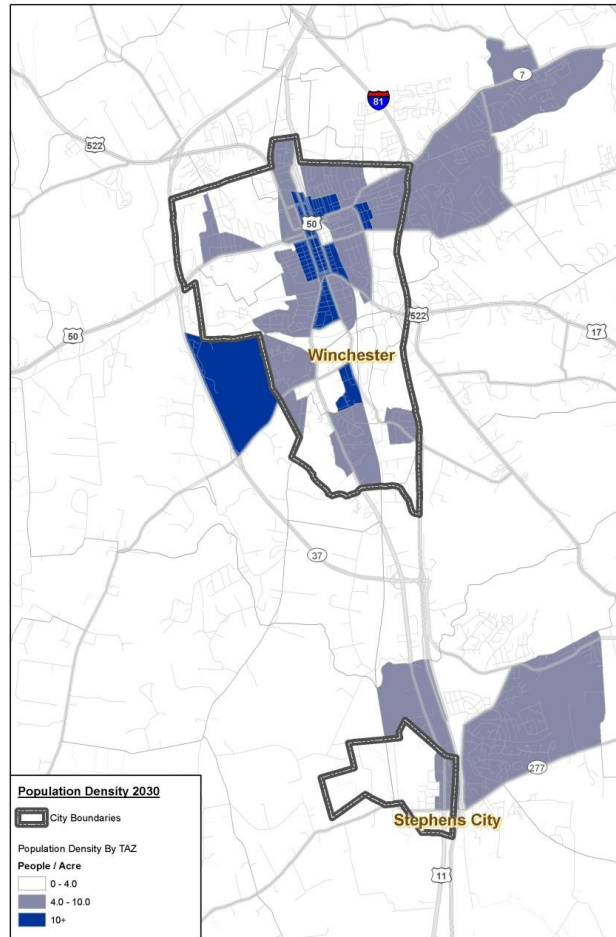 7
81
522
50
50
522
17
Winchester
37
277
Stephens City
11
Population Density 2030
City Boundaries
Population Density By TAZ
People / Acre
0 - 4.0
4.0 - 10.0
10+